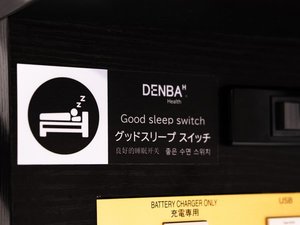 z
z
z
DENBA H
Health
Good sleep switch
グッドスリープ スイッチ
良好的睡眠开关 좋은 수면 스위치
BATTERY CHARGER ONLY
充電専用
USB